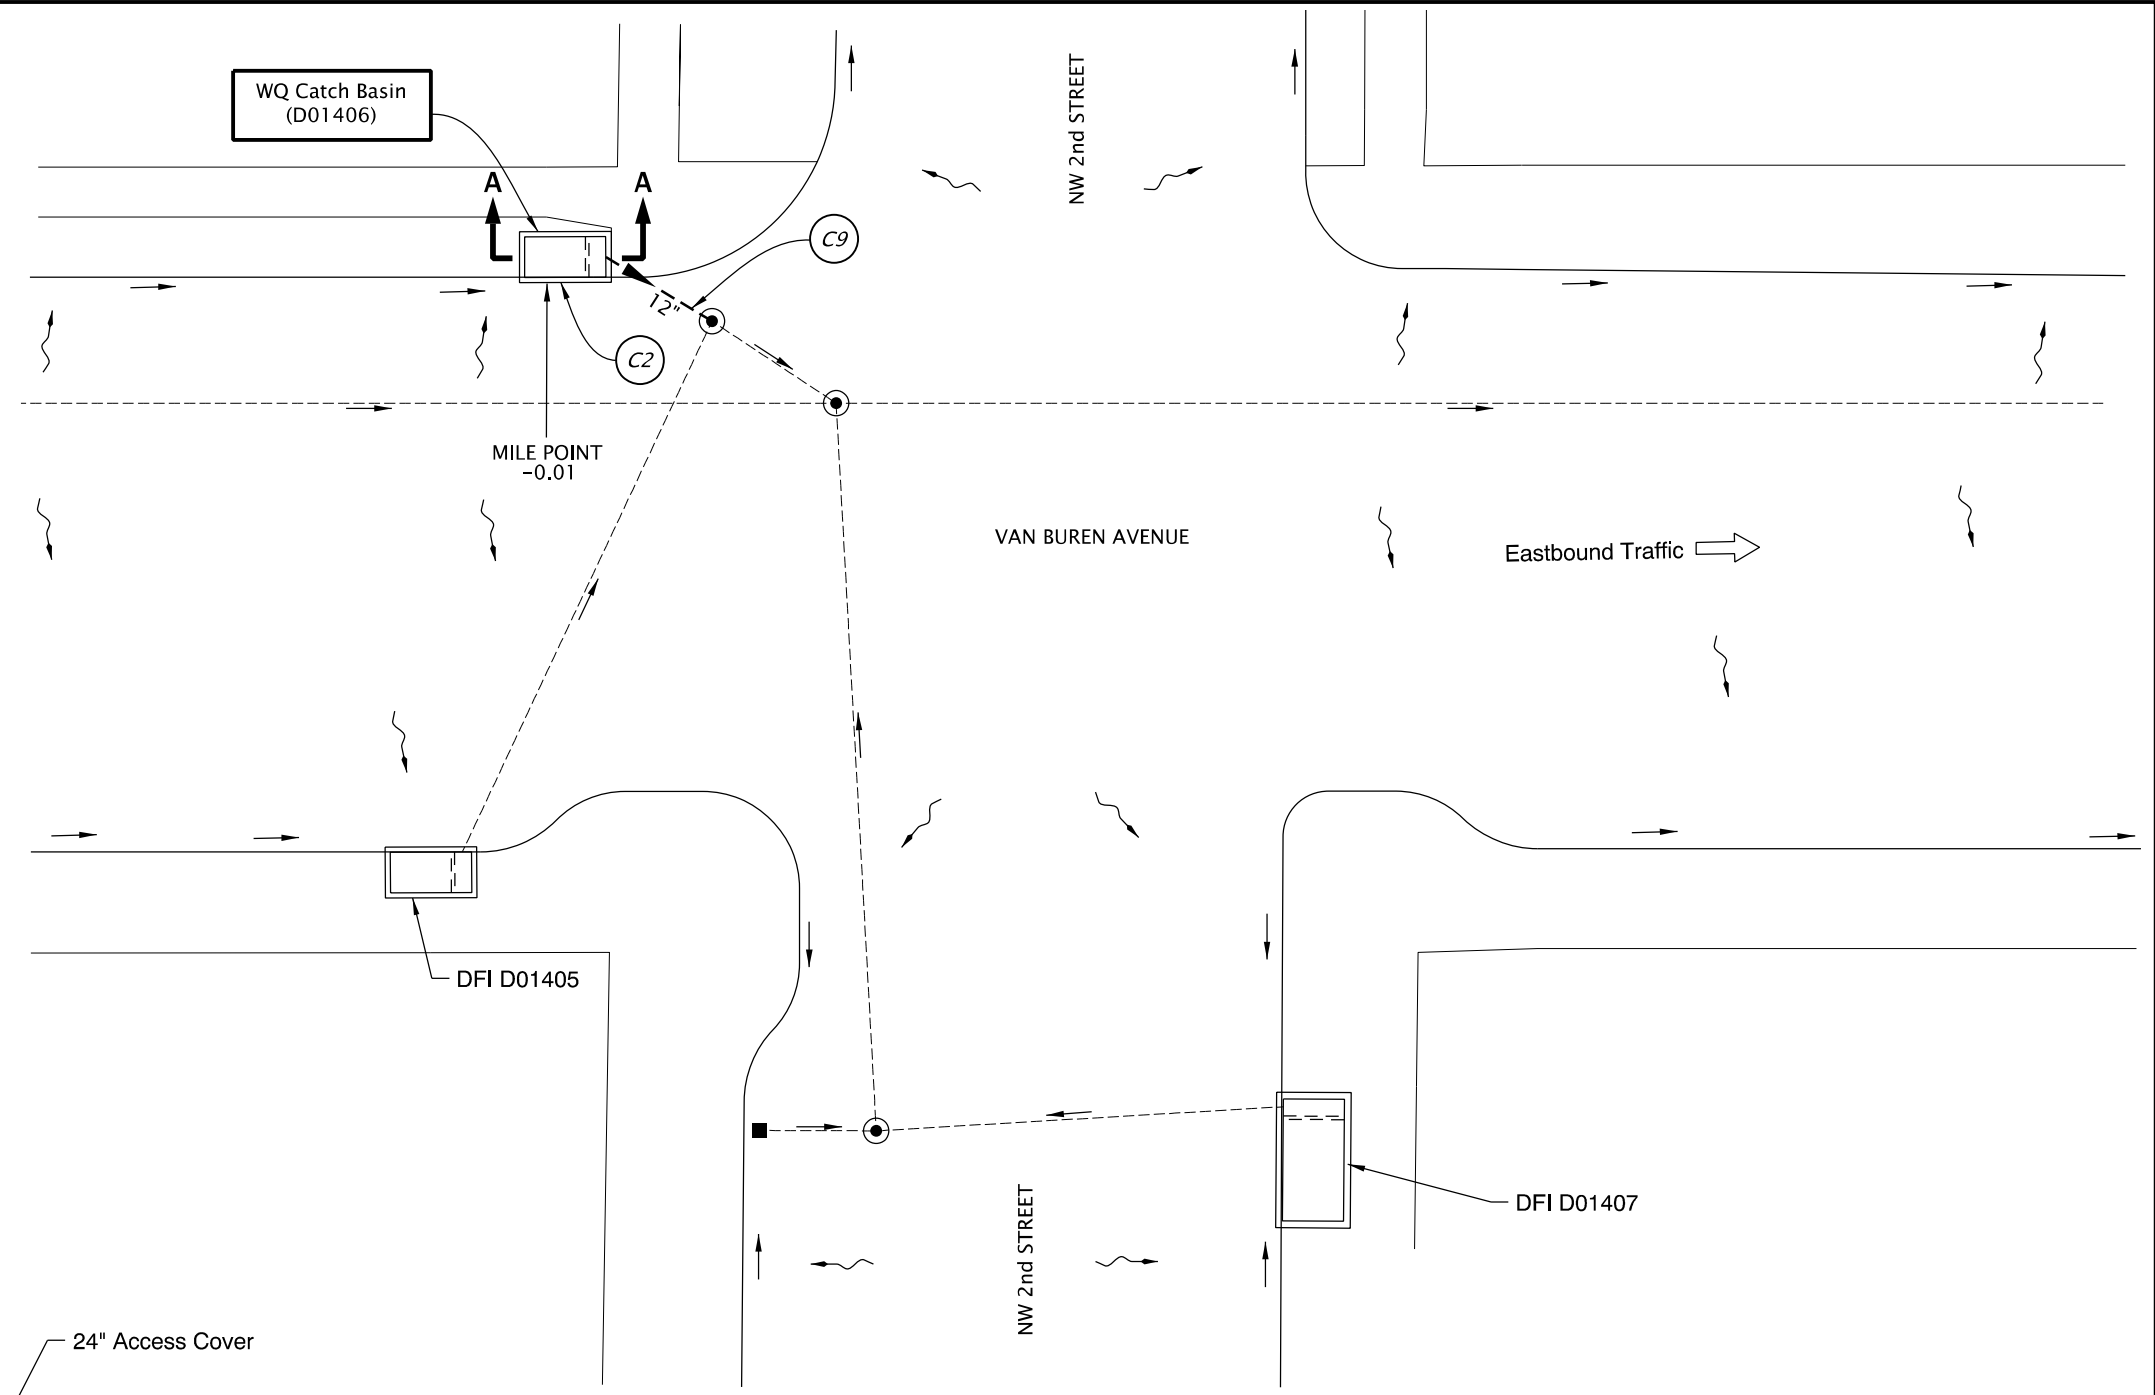 WQ Catch Basin
(D01406)
NW 2nd STREET
A
A
C9
12"
C2
MILE POINT
-0.01
VAN BUREN AVENUE
Eastbound Traffic
DFI D01405
DFI D01407
NW 2nd STREET
24" Access Cover